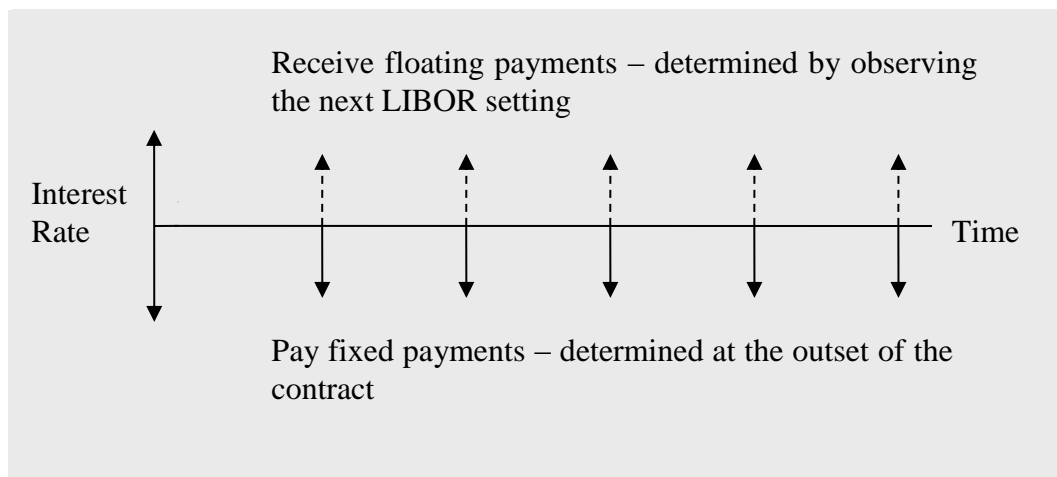 Receive floating payments – determined by observing
the next LIBOR setting
Interest
Rate
Time
Pay fixed payments – determined at the outset of the
contract